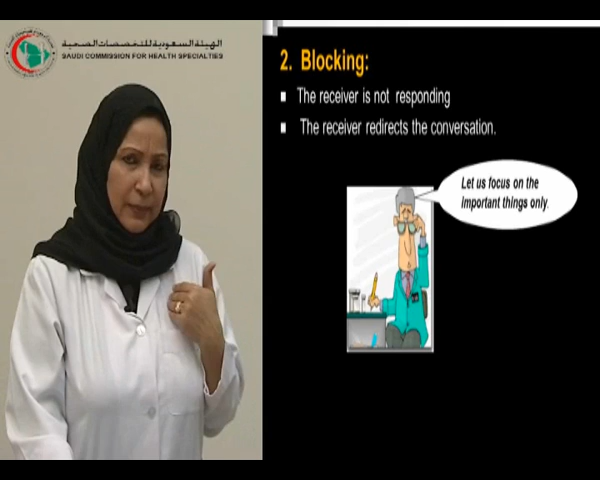 الهيئة السعودية للتخصصات الصحية
SAUDI COMMISSION FOR HEALTH SPECIALTIES
2. Blocking:
The receiver is not responding
The receiver redirects the conversation.
Let us focus on the
important things only.